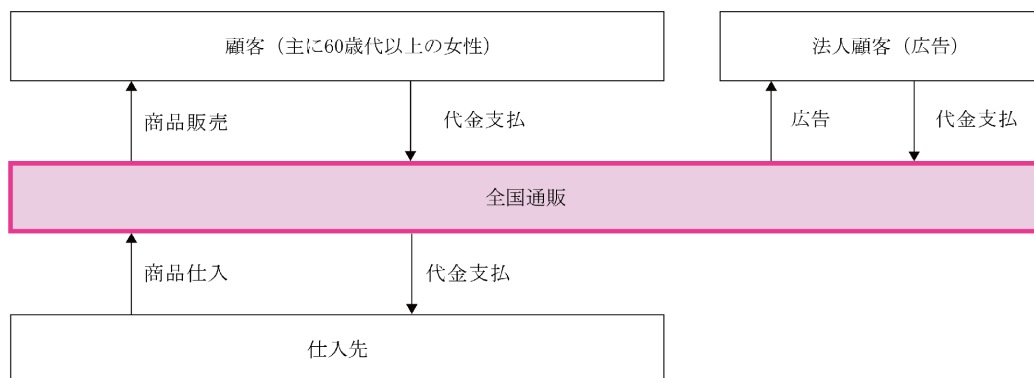 顧客（主に60歳代以上の女性）
法人顧客（広告）
商品販売
代金支払
広告
代金支払
全国通販
商品仕入
代金支払
仕入先